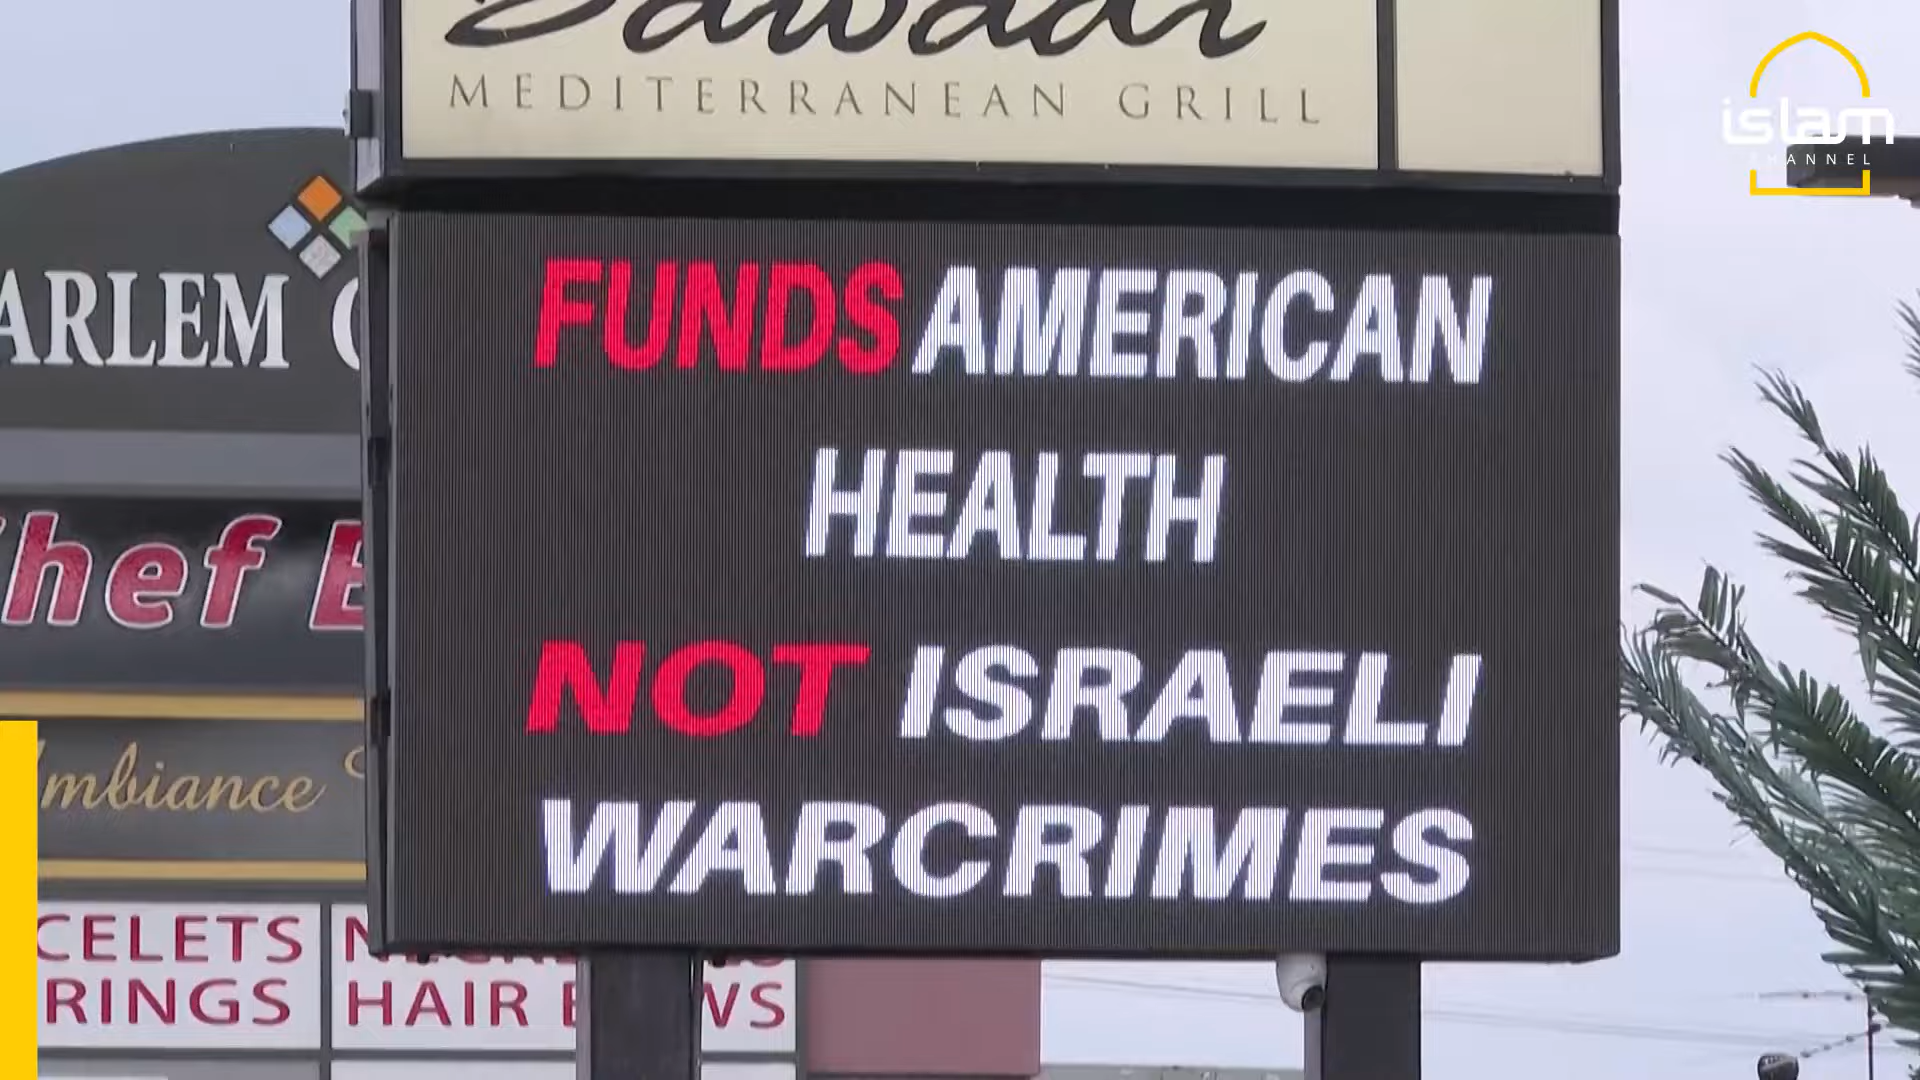 MEDITERRANEAN GRILL
islam
CHANNEL
FUNDS AMERICAN
HEALTH
NOT ISRAELI
WARCRIMES
ARLEM
hef
mbiance
CELETS
RINGS
HAIR